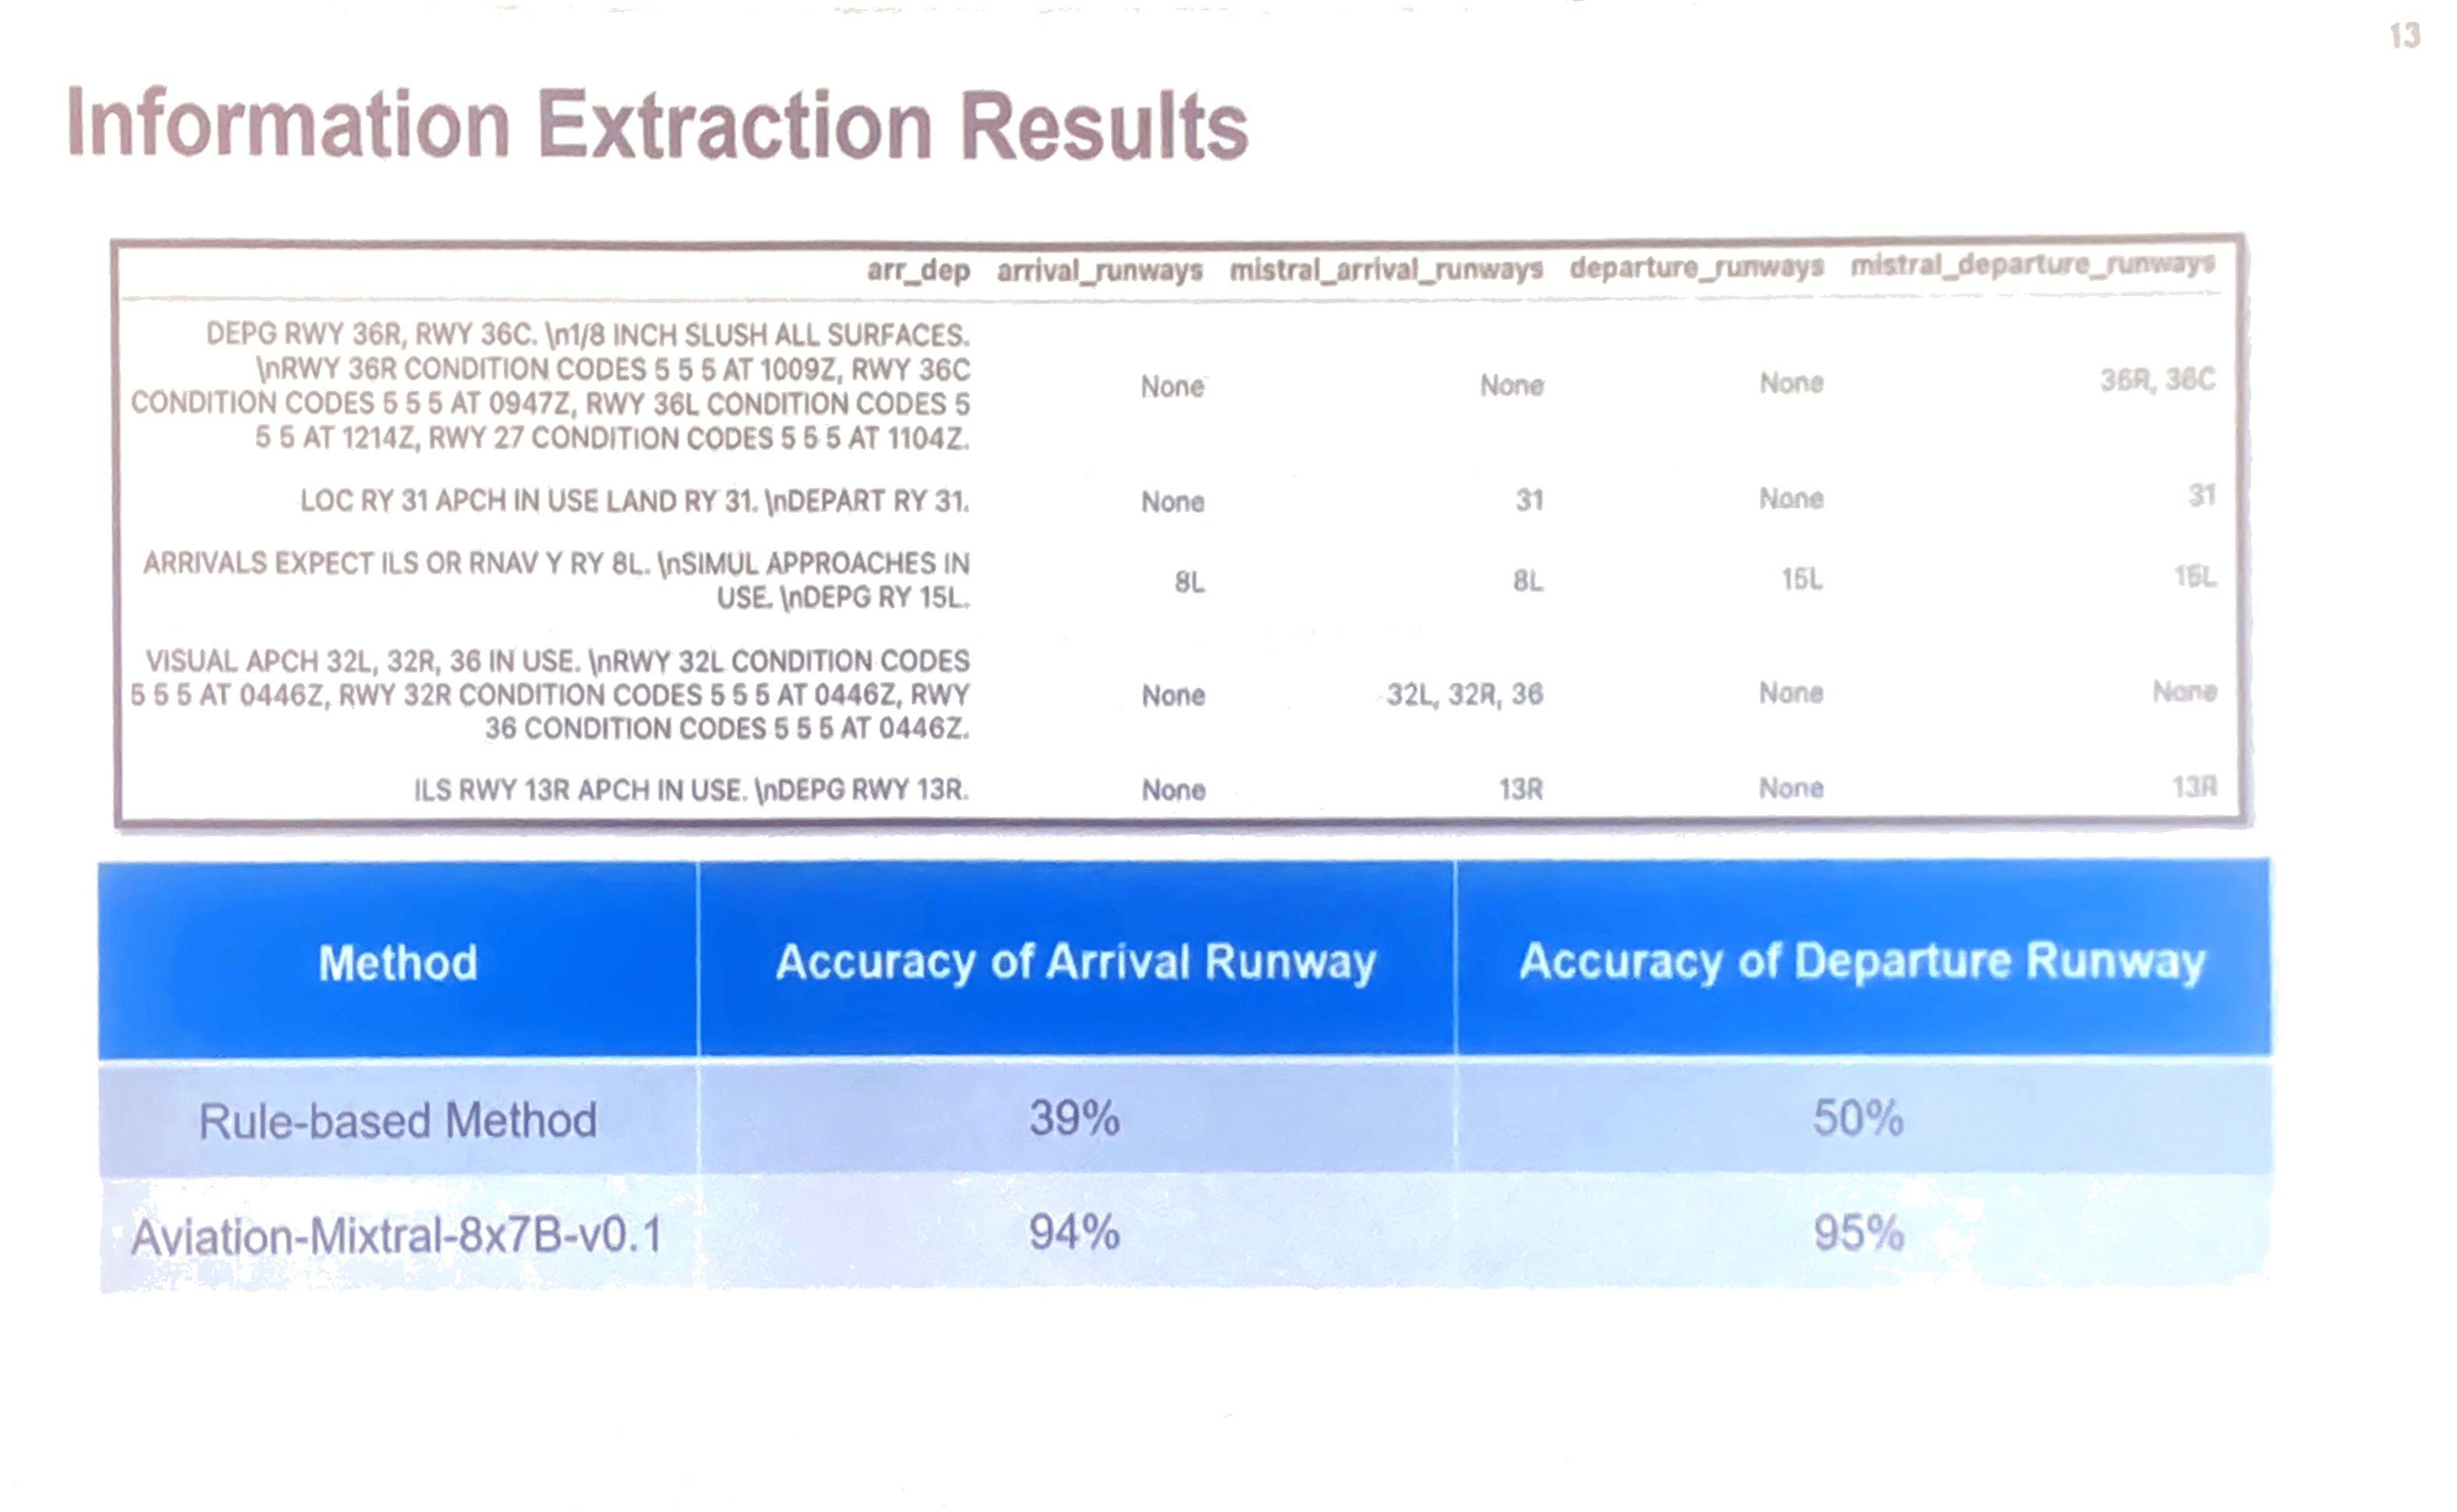 13
Information Extraction Results
arr_dep arrival_runways mistral_arrival_runways departure_runways mistral_departure_runways
DEPG RWY 36R, RWY 36C. \n1/8 INCH SLUSH ALL SURFACES.
\nRWY 36R CONDITION CODES 5 5 5 AT 1009Z, RWY 36C
CONDITION CODES 5 5 5 AT 0947Z, RWY 36L CONDITION CODES 5
5 5 AT 1214Z, RWY 27 CONDITION CODES 5 5 5 AT 1104Z.
None None None 36R, 36C
LOC RY 31 APCH IN USE LAND RY 31. \nDEPART RY 31. None 31 None 31
ARRIVALS EXPECT ILS OR RNAV Y RY 8L. \nSIMUL APPROACHES IN
USE. \nDEPG RY 15L.
8L 8L 15L 15L
VISUAL APCH 32L, 32R, 36 IN USE. \nRWY 32L CONDITION CODES
5 5 5 AT 0446Z, RWY 32R CONDITION CODES 5 5 5 AT 0446Z, RWY
36 CONDITION CODES 5 5 5 AT 0446Z.
None 32L, 32R, 36 None None
ILS RWY 13R APCH IN USE. \nDEPG RWY 13R. None 13R None 13R
Method Accuracy of Arrival Runway Accuracy of Departure Runway
Rule-based Method 39% 50%
Aviation-Mixtral-8x7B-v0.1 94% 95%